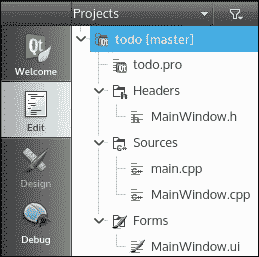 Projects
Qt
Welcome
Edit
Design
Debug
todo [master]
todo.pro
Headers
MainWindow.h
Sources
main.cpp
MainWindow.cpp
Forms
MainWindow.ui